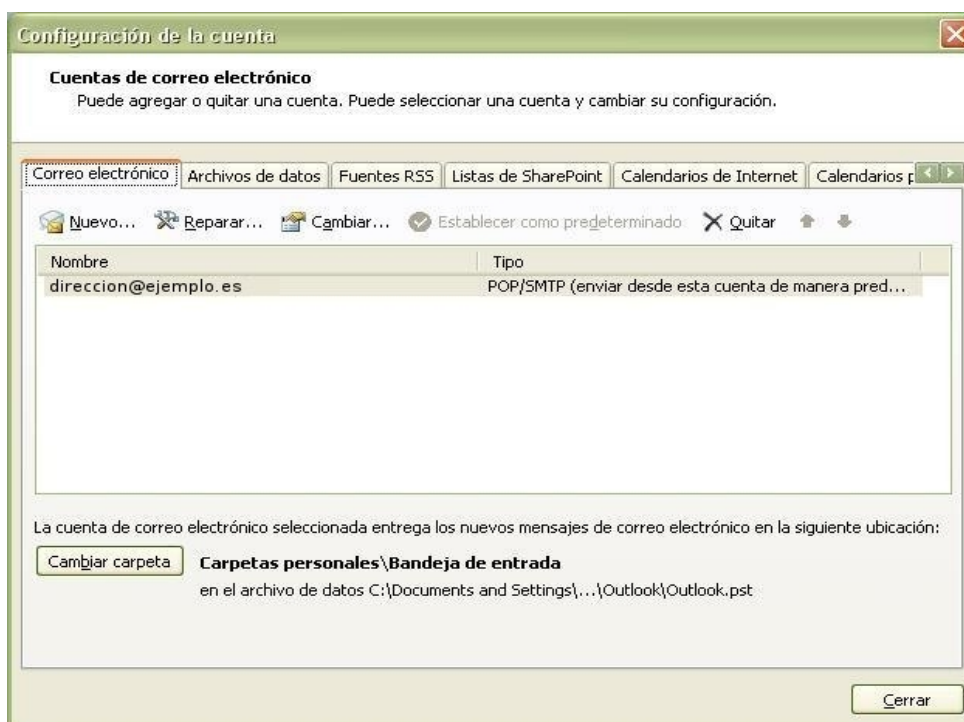 Configuración de la cuenta
Cuentas de correo electrónico
Puede agregar o quitar una cuenta. Puede seleccionar una cuenta y cambiar su configuración.
Correo electrónico Archivos de datos Fuentes RSS Listas de SharePoint Calendarios de Internet Calendarios p
Nuevo... Reparar... Cambiar... Establecer como predeterminado Quitar
Nombre Tipo
direccion@ejemplo.es POP/SMTP (enviar desde esta cuenta de manera pred...
La cuenta de correo electrónico seleccionada entrega los nuevos mensajes de correo electrónico en la siguiente ubicación:
Cambiar carpeta Carpetas personales\Bandeja de entrada
en el archivo de datos C:\Documents and Settings\...\Outlook\Outlook.pst
Cerrar